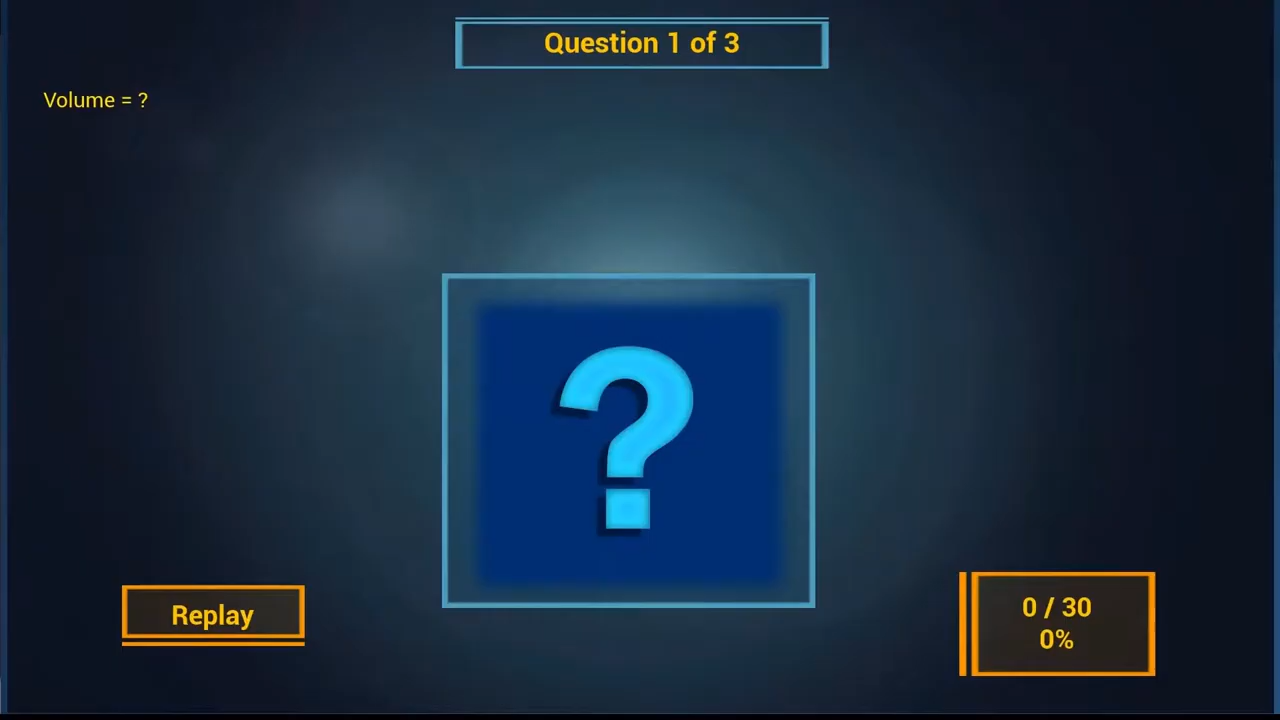 Question 1 of 3
Volume = ?
?
Replay
0 / 30
0%